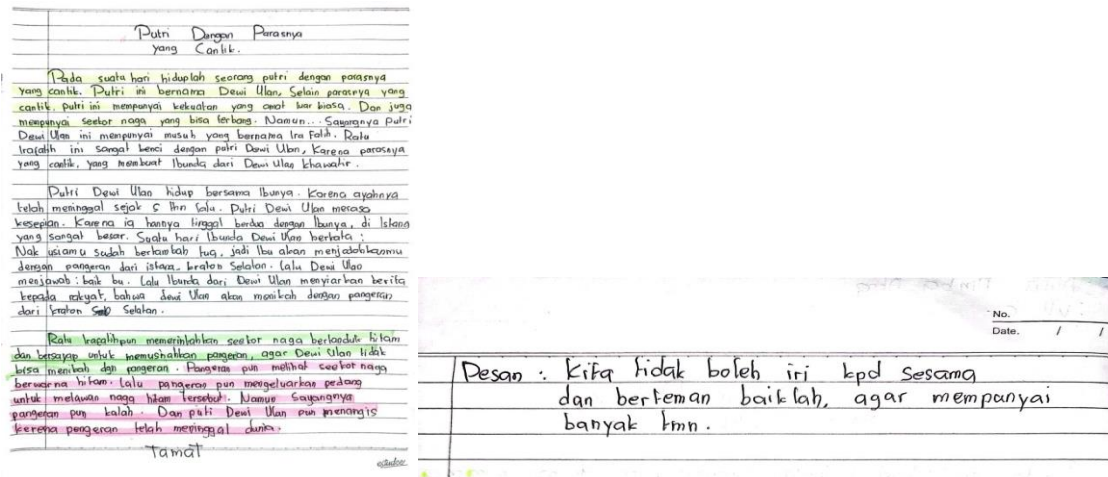 Putri Dengan Parasnya
yang Cantik.
Pada suatu hari hiduplah seorang putri dengan parasnya
yang cantik. Putri ini bernama Dewi Ulan, Selain parasnya yang
cantik, putri ini mempunyai kekuatan yang amat luar biasa. Dan juga
mempunyai seekor naga yang bisa terbang. Namun... Sayangnya Putri
Dewi Ulan ini mempunyai musuh yang bernama Ira Falih. Ratu
Irafalih ini sangat benci dengan putri Dewi Ulan, Karena parasnya
yang cantik, yang membuat Ibunda dari Dewi Ulan khawatir.
Putri Dewi Ulan hidup bersama Ibunya. Karena ayahnya
telah meninggal sejak 5 thn lalu. Putri Dewi Ulan merasa
kesepian. Karena ia hannya tinggal berdua dengan Ibunya, di Istana
yang sangat besar. Suatu hari Ibunda Dewi Ulan berkata :
Nak usiamu sudah bertambah tua, jadi Ibu akan menjodohkanmu
dengan pangeran dari istana kraton Selatan. lalu Dewi Ulan
menjawab : baik bu. Lalu Ibunda dari Dewi Ulan menyiarkan berita
kepada rakyat, bahwa dewi Ulan akan menikah dengan pangeran
dari kraton Selatan.
Ratu Irafalihpun memerintahkan seekor naga bertanduk hitam
dan bersayap untuk memusnahkan pangeran, agar Dewi Ulan tidak
bisa menikah dgn pangeran. Pangeran pun melihat seekor naga
berwarna hitam. Lalu pangeran pun mengeluarkan pedang
untuk melawan naga hitam tersebut. Namun Sayangnya
pangeran pun kalah. Dan putri Dewi Ulan pun menangis
kerena pangeran telah meninggal dunia.
Tamat
No.
Date. / /
Pesan : Kita tidak boleh iri kpd sesama
dan berteman baiklah, agar mempunyai
banyak tmn.